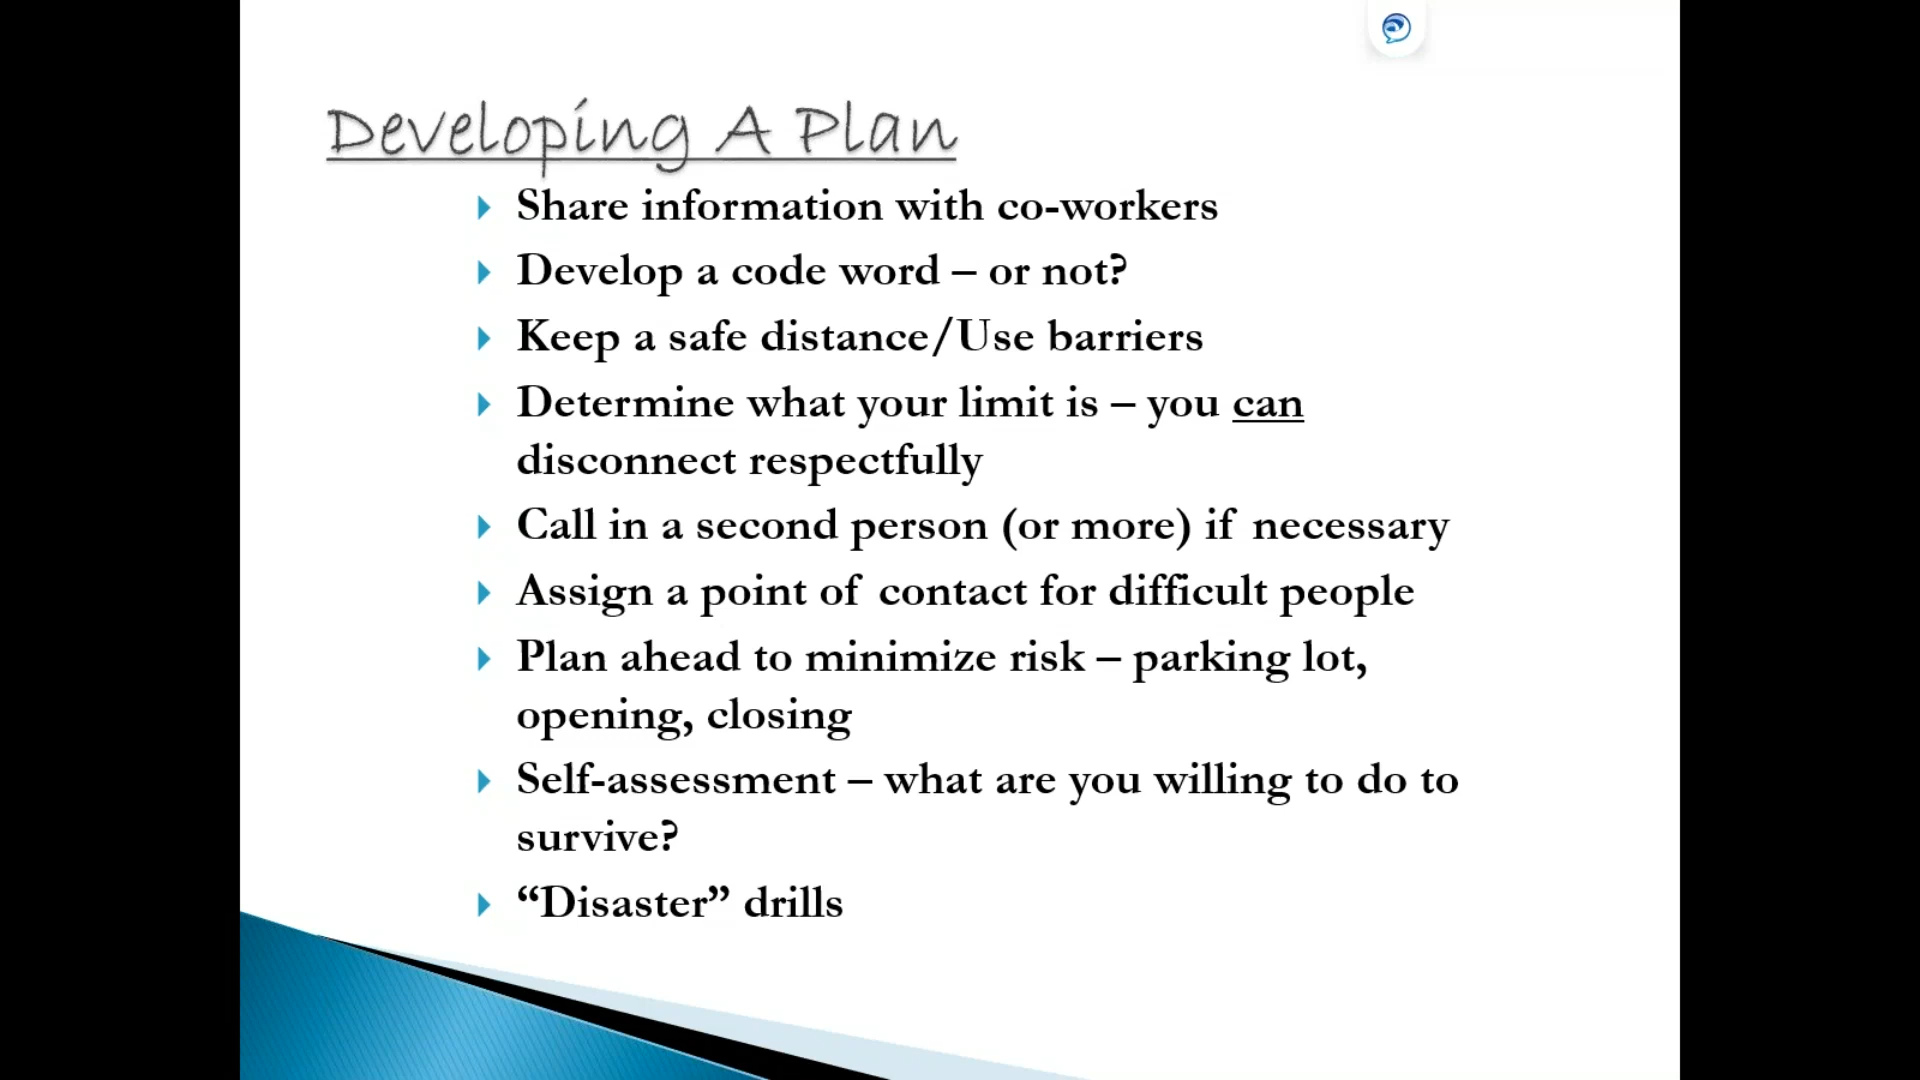 Developing A Plan
Share information with co-workers
Develop a code word – or not?
Keep a safe distance/Use barriers
Determine what your limit is – you can
disconnect respectfully
Call in a second person (or more) if necessary
Assign a point of contact for difficult people
Plan ahead to minimize risk – parking lot,
opening, closing
Self-assessment – what are you willing to do to
survive?
“Disaster” drills